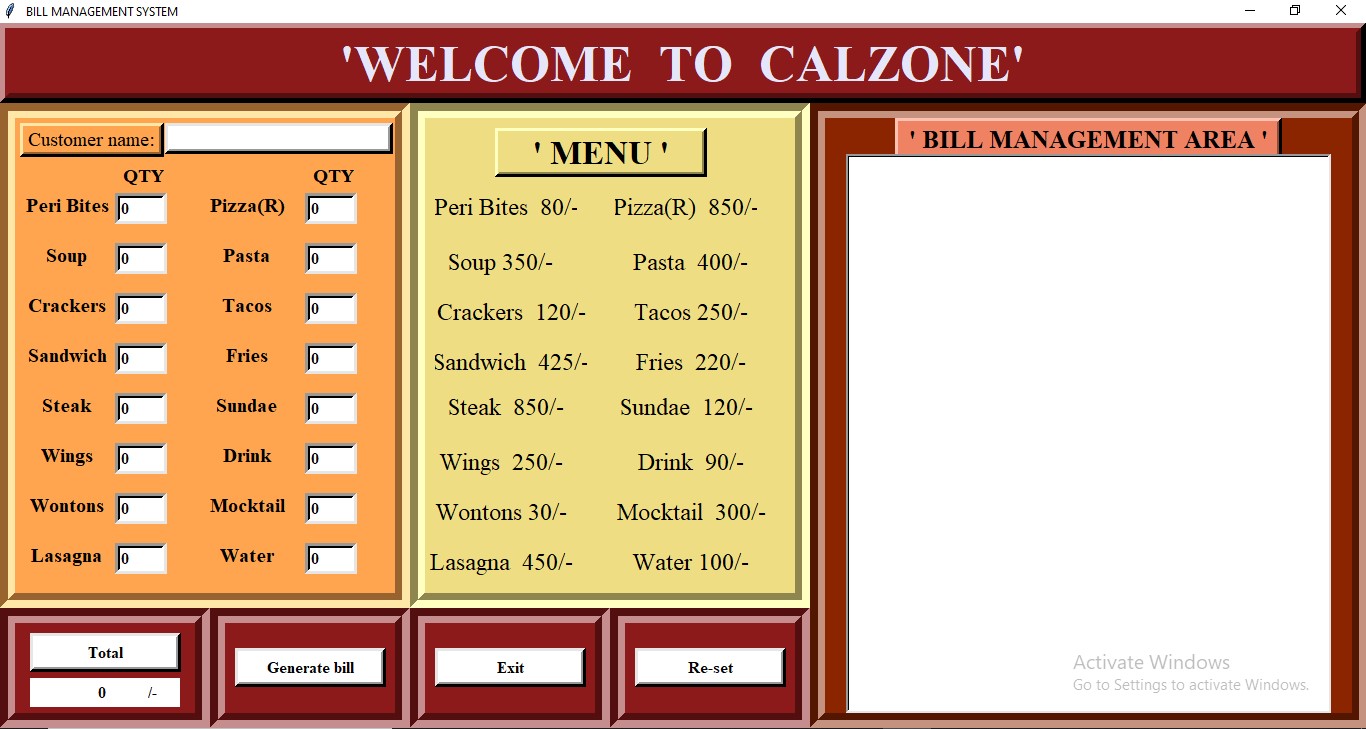 BILL MANAGEMENT SYSTEM
'WELCOME TO CALZONE'
Customer name:
QTY QTY
Peri Bites 0 Pizza(R) 0
Soup 0 Pasta 0
Crackers 0 Tacos 0
Sandwich 0 Fries 0
Steak 0 Sundae 0
Wings 0 Drink 0
Wontons 0 Mocktail 0
Lasagna 0 Water 0
' MENU '
Peri Bites 80/- Pizza(R) 850/-
Soup 350/- Pasta 400/-
Crackers 120/- Tacos 250/-
Sandwich 425/- Fries 220/-
Steak 850/- Sundae 120/-
Wings 250/- Drink 90/-
Wontons 30/- Mocktail 300/-
Lasagna 450/- Water 100/-
' BILL MANAGEMENT AREA '
Total
0 /-
Generate bill
Exit
Re-set
Activate Windows
Go to Settings to activate Windows.